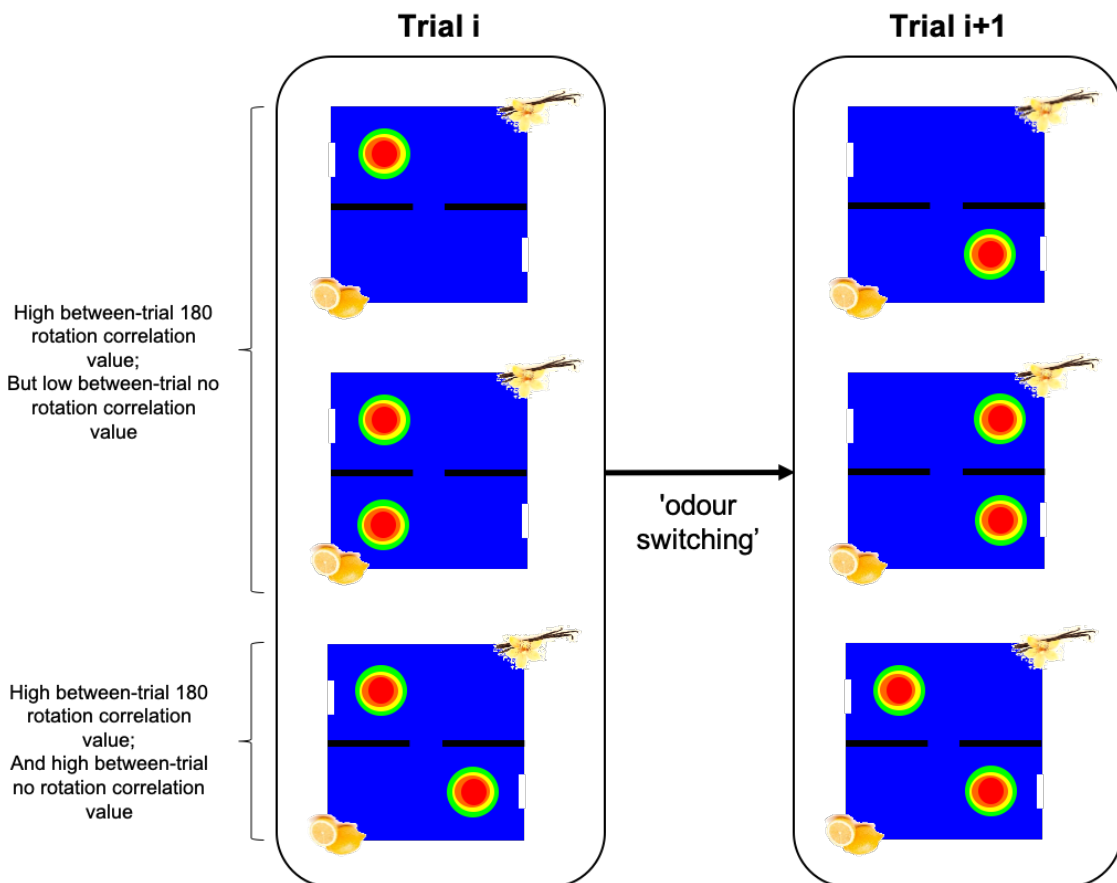 Trial i
Trial i+1
High between-trial 180
rotation correlation
value;
But low between-trial no
rotation correlation
value
'odour
switching’
High between-trial 180
rotation correlation
value;
And high between-trial
no rotation correlation
value